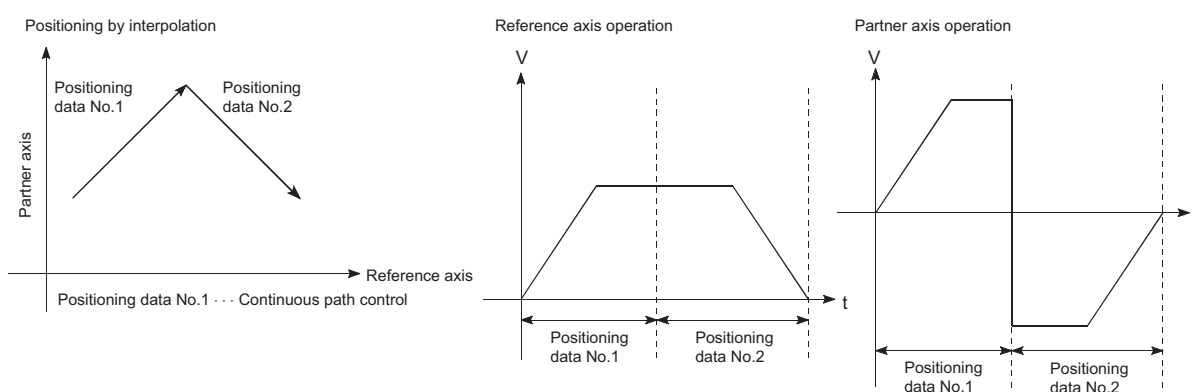 Positioning by interpolation
Positioning
data No.1
Positioning
data No.2
Partner axis
Reference axis
Positioning data No.1 · · · Continuous path control
Reference axis operation
V
t
Positioning
data No.1
Positioning
data No.2
Partner axis operation
V
Positioning
data No.1
Positioning
data No.2